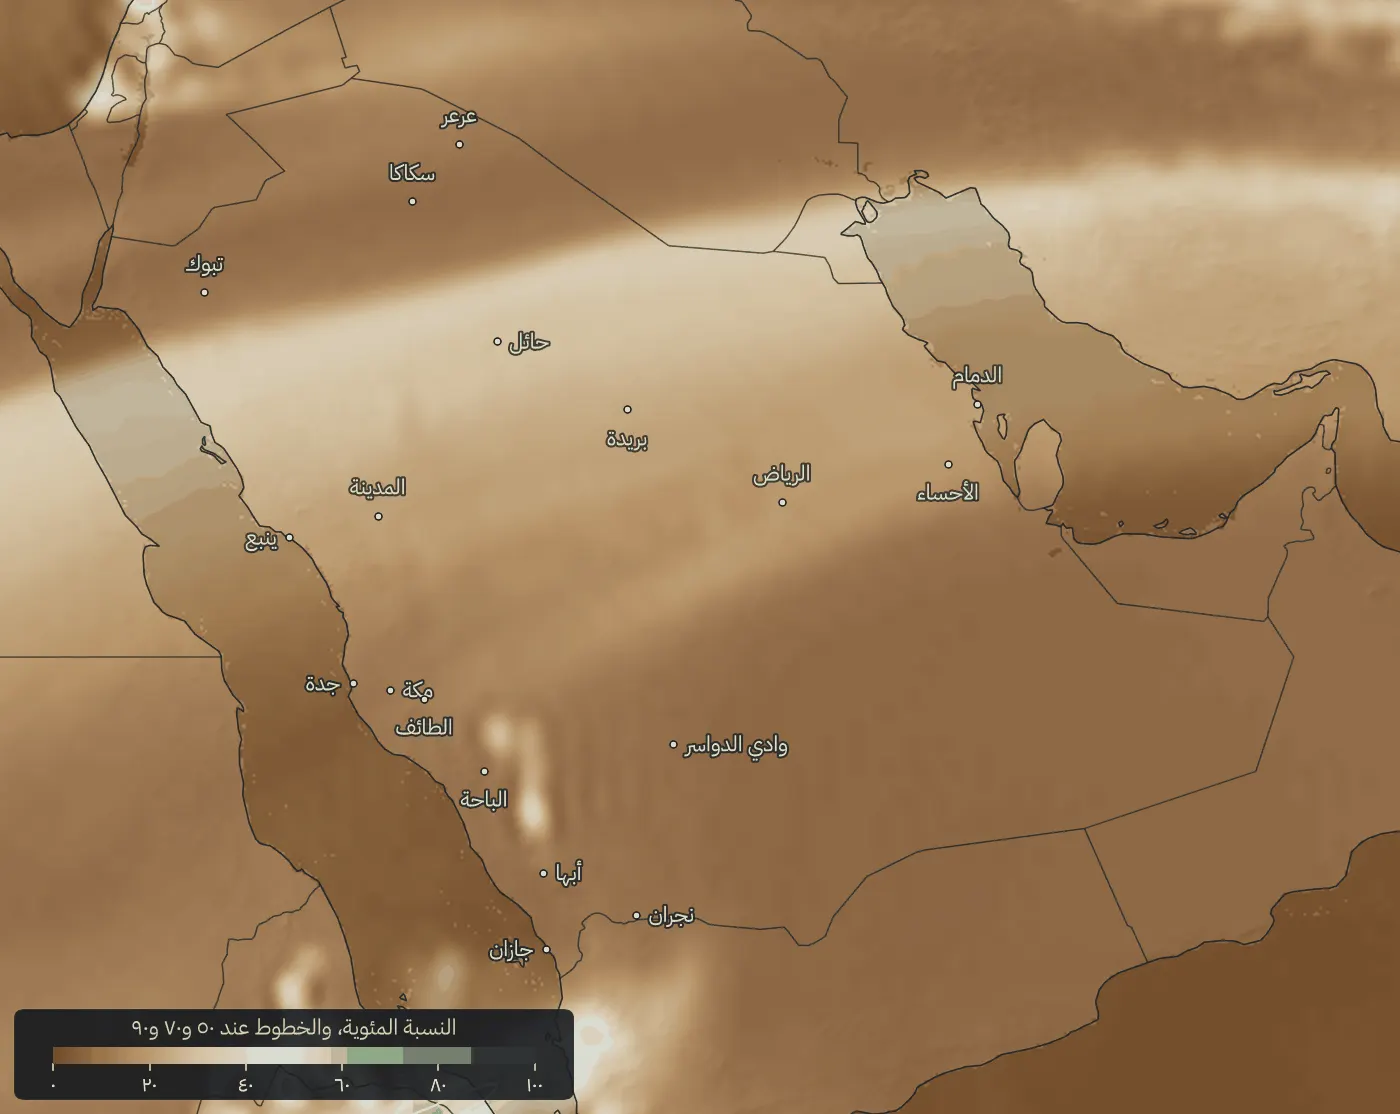 عرعر
سكاكا
تبوك
حائل
الدمام
بريدة
الرياض
المدينة
الأحساء
ينبع
جدة
مكة
الطائف
وادي الدواسر
الباحة
أبها
نجران
جازان
النسبة المئوية، والخطوط عند ٥٠ و٧٠ و٩٠
٠ ٢٠ ٤٠ ٦٠ ٨٠ ١٠٠